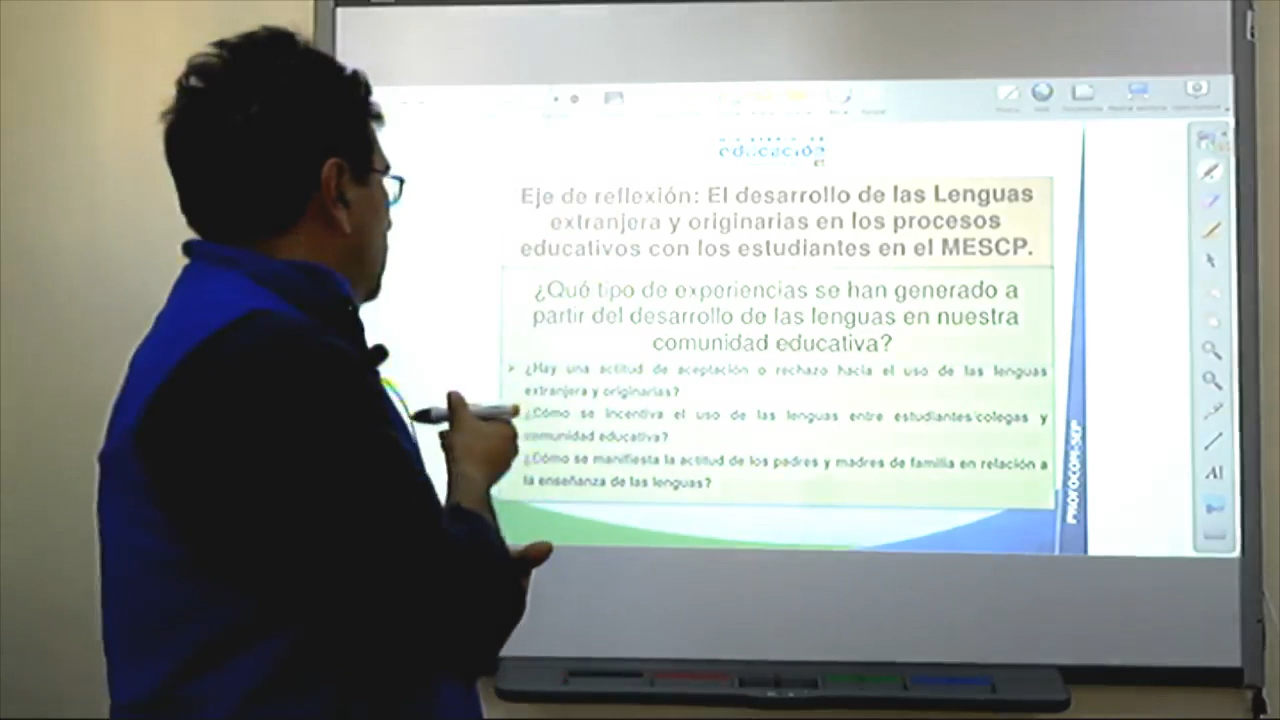 educación
Eje de reflexión: El desarrollo de las Lenguas
extranjera y originarias en los procesos
educativos con los estudiantes en el MESCP.
¿Qué tipo de experiencias se han generado a
partir del desarrollo de las lenguas en nuestra
comunidad educativa?
¿Hay una actitud de aceptación o rechazo hacia el uso de las lenguas
extranjera y originarias?
¿Cómo se incentiva el uso de las lenguas entre estudiantes/colegas y
comunidad educativa?
¿Cómo se manifiesta la actitud de los padres y madres de familia en relación a
la enseñanza de las lenguas?
PROFOCOM-SEP
AI